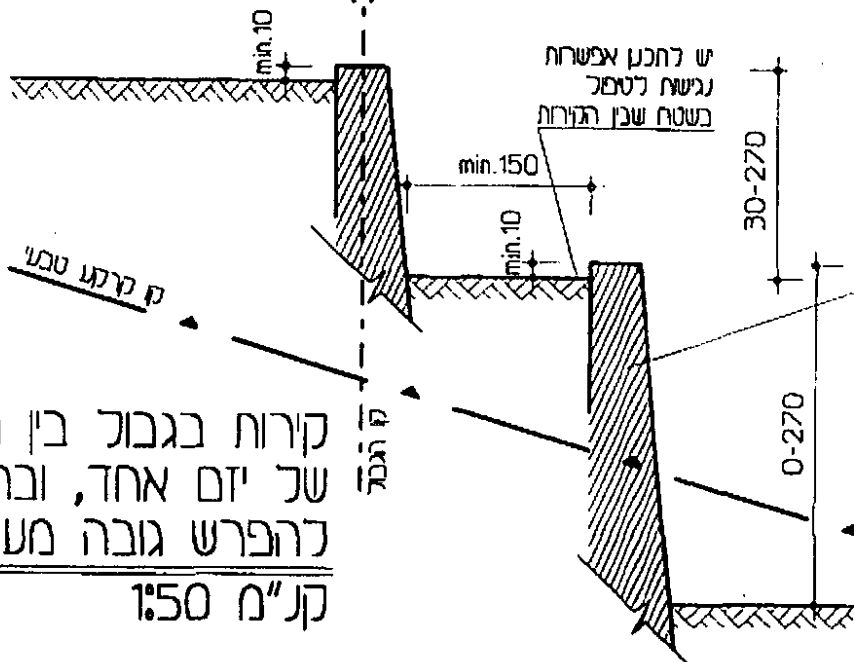 min.10
יש לתכנן אפשרות
גישות לטיפול
בשטח שבין הקירות
min.150
30-270
min.10
קו קרקע טבעי
0-270
קו הגבול
קירות בגבול בין
של יזם אחד, ובר
להפרש גובה מע
קנ"מ 1:50